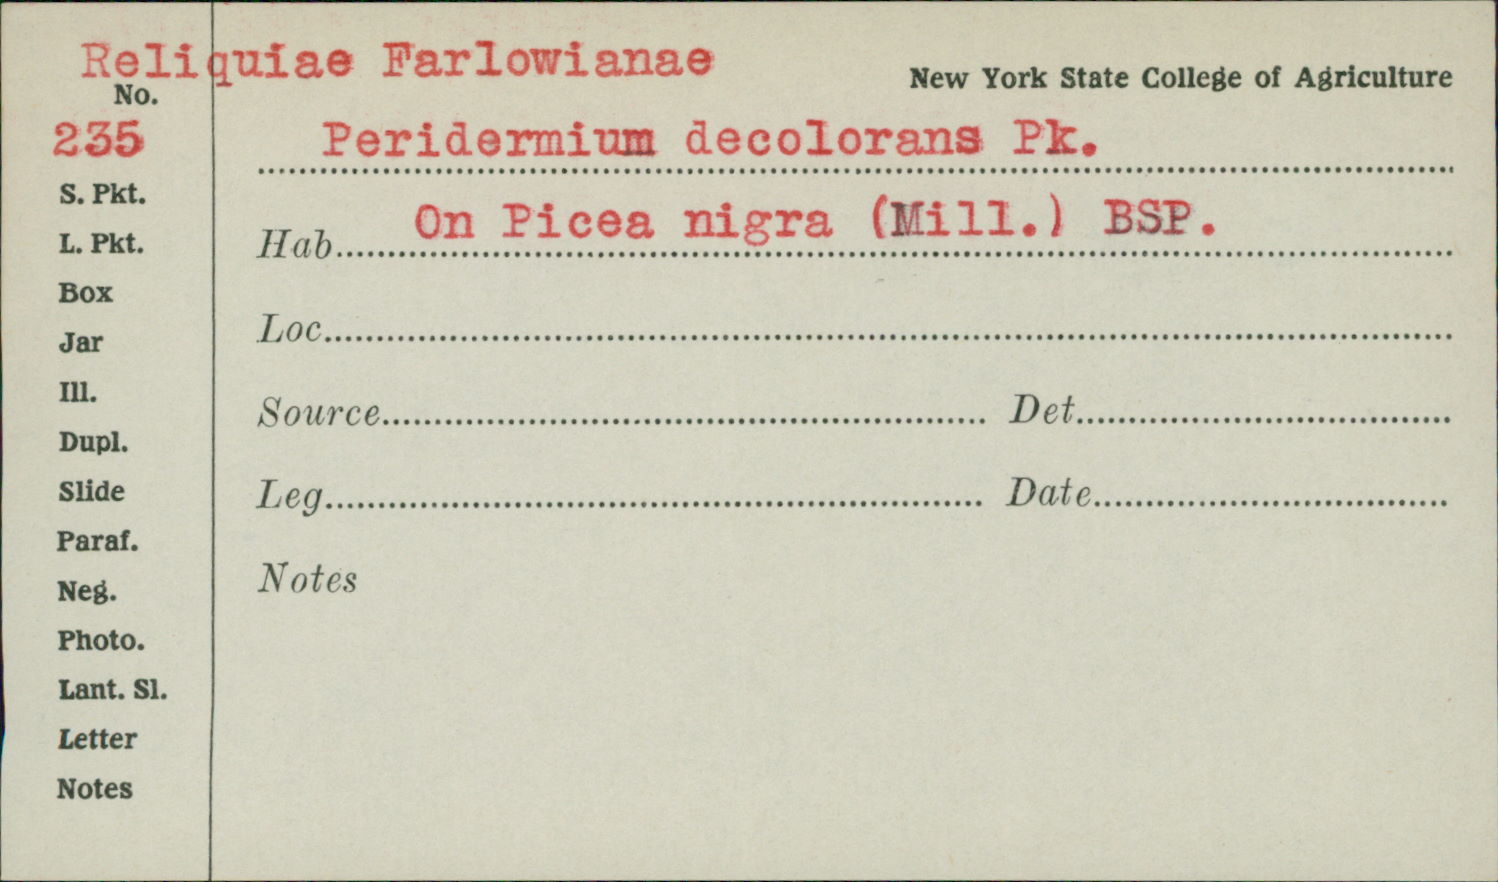 Reliquiae Farlowianae
New York State College of Agriculture
No.
235
Peridermium decolorans Pk.
S. Pkt.
Hab. On Picea nigra (Mill.) BSP.
L. Pkt.
Box
Loc.
Jar
Ill.
Source Det.
Dupl.
Slide
Leg. Date
Paraf.
Notes
Neg.
Photo.
Lant. Sl.
Letter
Notes